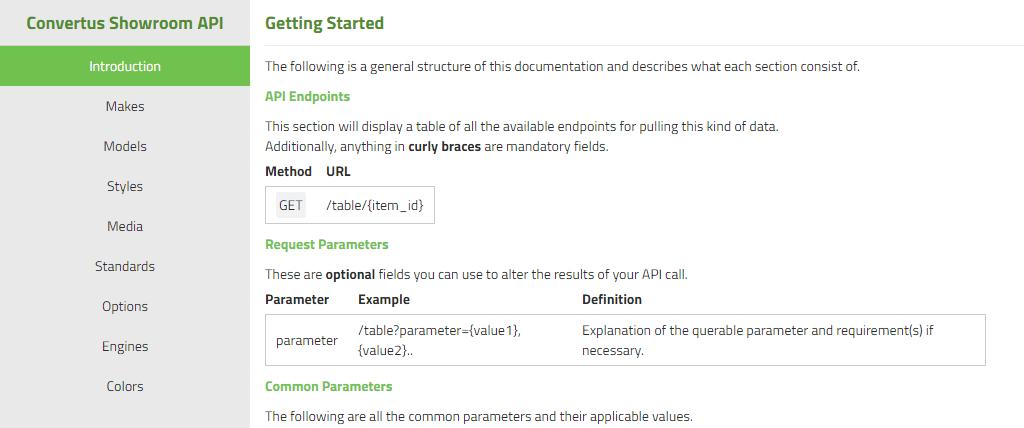 Convertus Showroom API
Introduction
Makes
Models
Styles
Media
Standards
Options
Engines
Colors
Getting Started
The following is a general structure of this documentation and describes what each section consist of.
API Endpoints
This section will display a table of all the available endpoints for pulling this kind of data.
Additionally, anything in curly braces are mandatory fields.
Method URL
GET /table/{item_id}
Request Parameters
These are optional fields you can use to alter the results of your API call.
Parameter Example Definition
parameter /table?parameter={value1},
{value2}.. Explanation of the querable parameter and requirement(s) if
necessary.
Common Parameters
The following are all the common parameters and their applicable values.